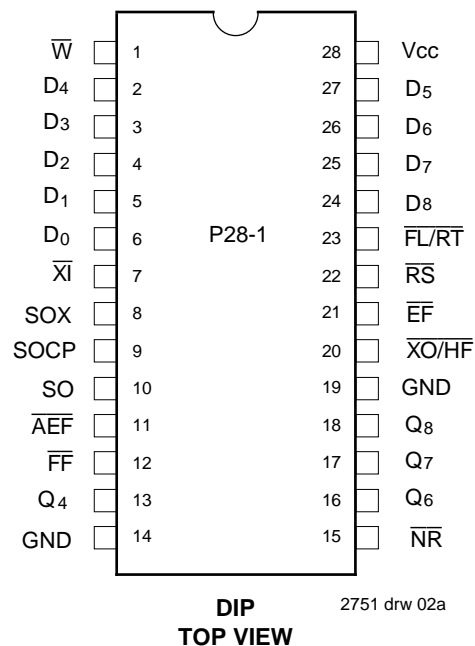 W̅ 1 28 Vcc
D4 2 27 D5
D3 3 26 D6
D2 4 25 D7
D1 5 24 D8
D0 6 P28-1 23 F̅L̅/̅R̅T̅
X̅I̅ 7 22 R̅S̅
SOX 8 21 E̅F̅
SOCP 9 20 X̅O̅/̅H̅F̅
SO 10 19 GND
A̅E̅F̅ 11 18 Q8
F̅F̅ 12 17 Q7
Q4 13 16 Q6
GND 14 15 N̅R̅
DIP 2751 drw 02a
TOP VIEW